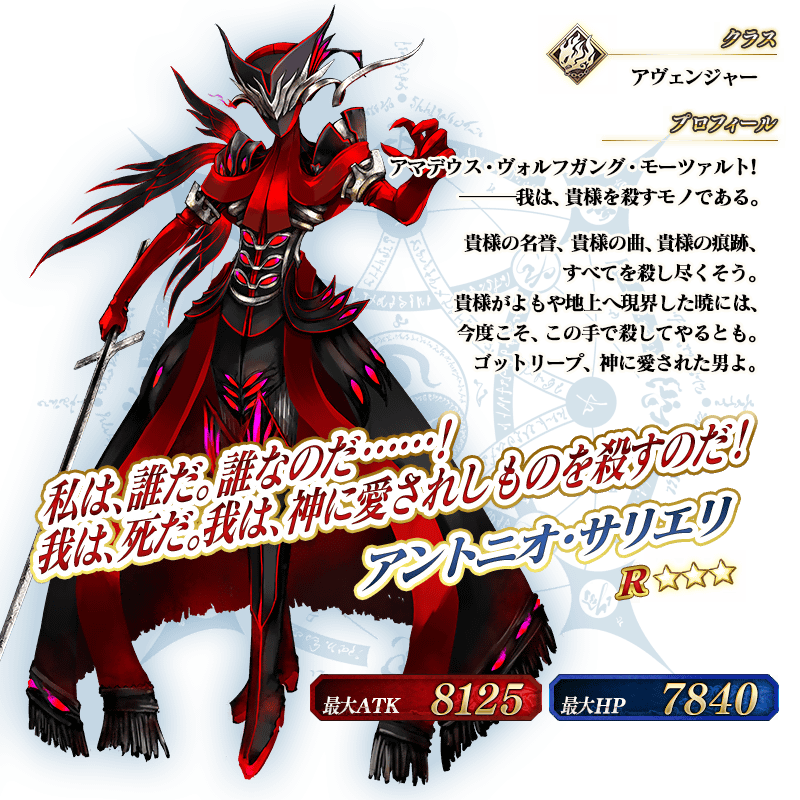 クラス
アヴェンジャー
プロフィール
アマデウス・ヴォルフガング・モーツァルト!
───我は、貴様を殺すモノである。
貴様の名誉、貴様の曲、貴様の痕跡、
すべてを殺し尽くそう。
貴様がよもや地上へ現界した暁には、
今度こそ、この手で殺してやるとも。
ゴットリープ、神に愛された男よ。
私は、誰だ。誰なのだ……!
我は、死だ。我は、神に愛されしものを殺すのだ!
アントニオ・サリエリ
R☆☆☆
最大ATK 8125
最大HP 7840